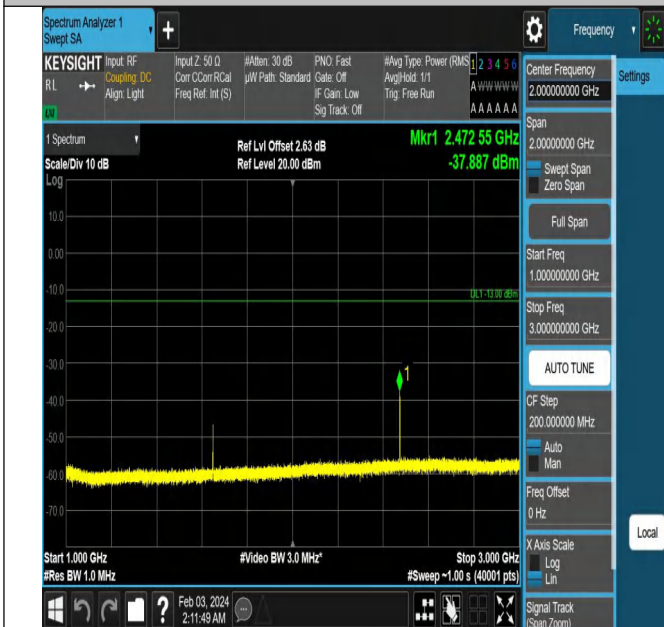 Spectrum Analyzer 1
Swept SA
+
Frequency
KEYSIGHT
RL
Input: RF
Coupling: DC
Align: Light
Input Z: 50 Ω
Corr CCorr RCal
Freq Ref: Int (S)
#Atten: 30 dB
µW Path: Standard
PNO: Fast
Gate: Off
IF Gain: Low
Sig Track: Off
#Avg Type: Power (RMS
Avg|Hold: 1/1
Trig: Free Run
1 2 3 4 5 6
A W W W W W
A A A A A A
1 Spectrum
Scale/Div 10 dB
Log
Ref Lvl Offset 2.63 dB
Ref Level 20.00 dBm
Mkr1 2.472 55 GHz
-37.887 dBm
10.0
0.00
-10.0
DL1 -13.00 dBm
-20.0
-30.0
1
-40.0
-50.0
-60.0
-70.0
Start 1.000 GHz
#Res BW 1.0 MHz
#Video BW 3.0 MHz*
Stop 3.000 GHz
#Sweep ~1.00 s (40001 pts)
?
Feb 03, 2024
2:11:49 AM
Center Frequency
2.00000000 GHz
Settings
Span
2.00000000 GHz
Swept Span
Zero Span
Full Span
Start Freq
1.000000000 GHz
Stop Freq
3.000000000 GHz
AUTO TUNE
CF Step
200.000000 MHz
Auto
Man
Freq Offset
0 Hz
Local
X Axis Scale
Log
Lin
Signal Track
(Span Zoom)